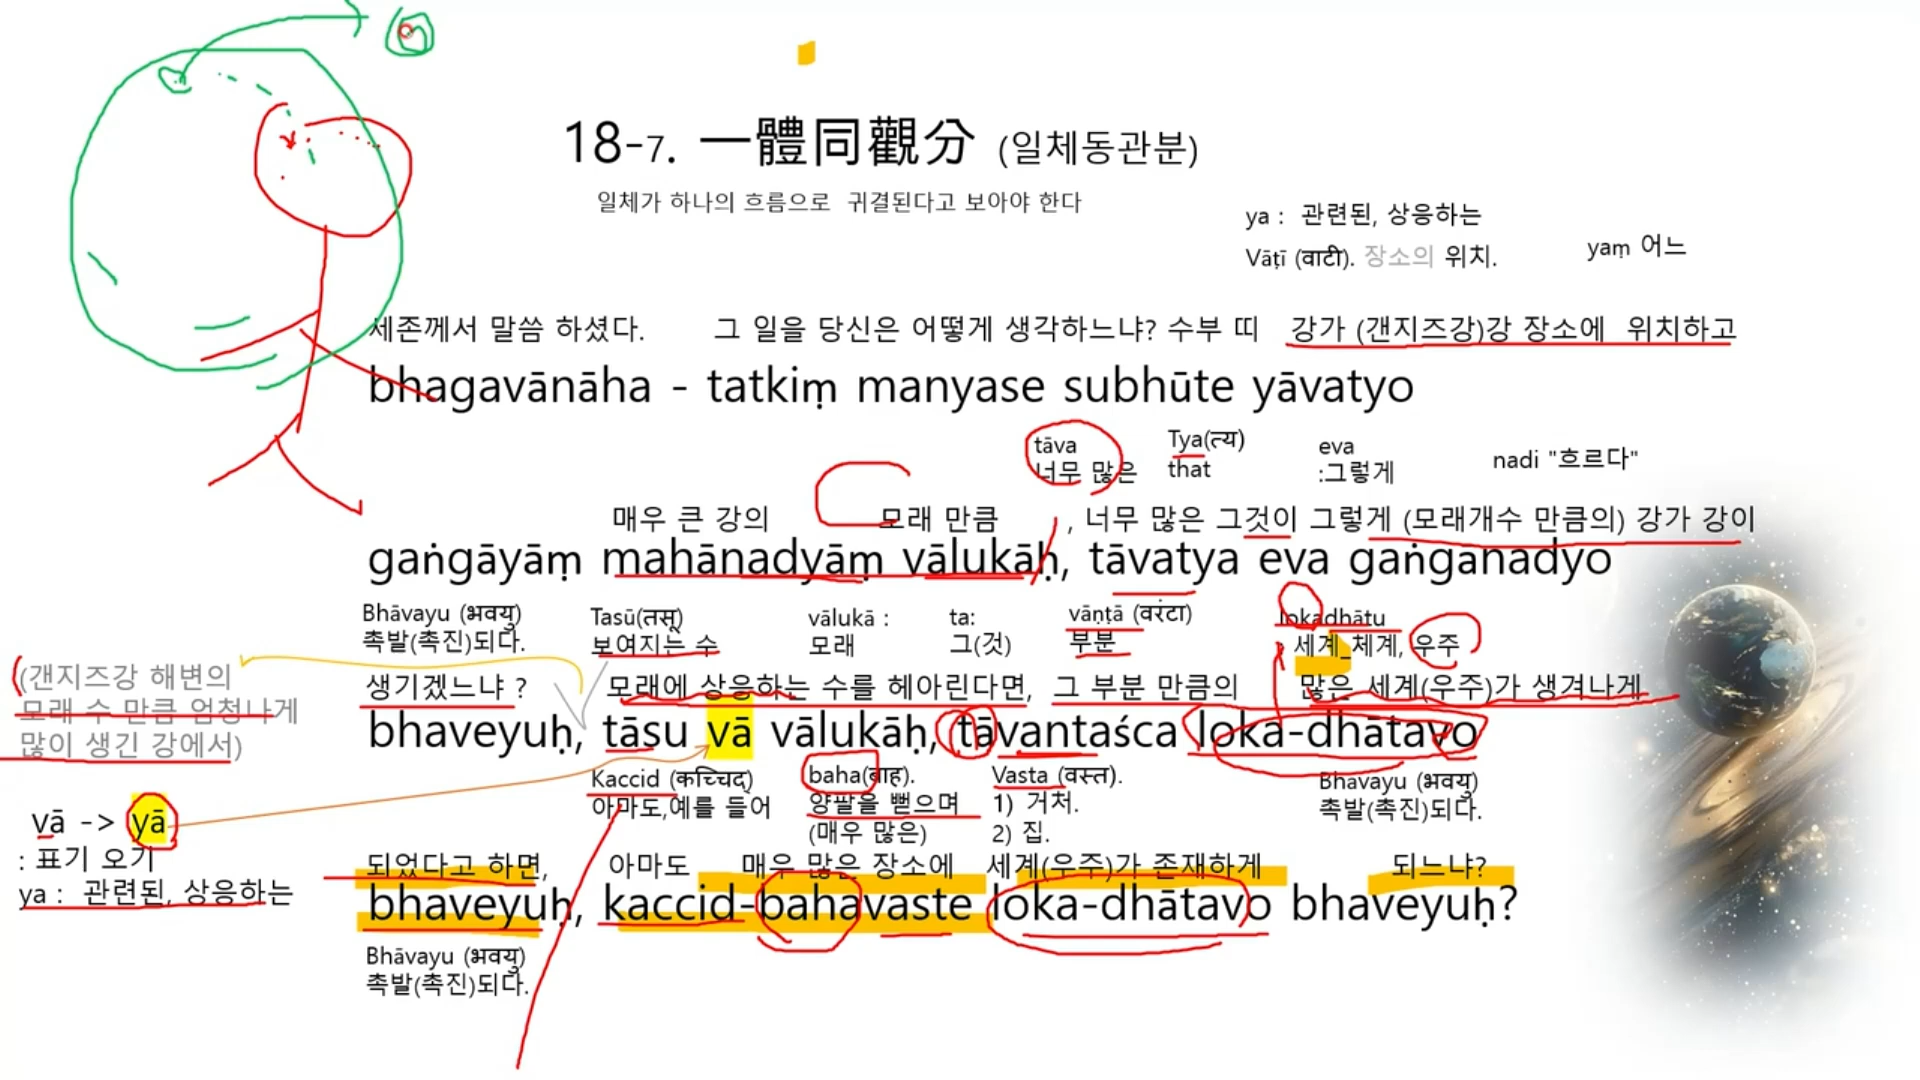 18-7. 一體同觀分 (일체동관분)
일체가 하나의 흐름으로 귀결된다고 보아야 한다
ya : 관련된, 상응하는
Vāṭī (वाटी). 장소의 위치.
yaṃ 어느
세존께서 말씀 하셨다. 그 일을 당신은 어떻게 생각하느냐? 수부 띠 강가 (갠지즈강)강 장소에 위치하고
bhagavānāha - tatkiṃ manyase subhūte yāvatyo
tāva
너무 많은
Tya(त्य)
that
eva
:그렇게
nadi "흐르다"
매우 큰 강의 모래 만큼 , 너무 많은 그것이 그렇게 (모래개수 만큼의) 강가 강이
gaṅgāyāṃ mahānadyāṃ vālukāḥ, tāvatya eva gaṅganadyo
Bhāvayu (भवयु)
촉발(촉진)되다.
Tasū(तसू)
보여지는 수
vālukā :
모래
ta:
그(것)
vāṇṭā (वरंटा)
부분
lokadhātu
: 세계_체계, 우주
(갠지즈강 해변의
모래 수 만큼 엄청나게
많이 생긴 강에서)
생기겠느냐 ? 모래에 상응하는 수를 헤아린다면, 그 부분 만큼의 많은 세계(우주)가 생겨나게
bhaveyuḥ, tāsu vā vālukāḥ, tāvantaśca loka-dhātavo
Kaccid (कच्चिद्)
아마도,예를 들어
baha(बाह).
양팔을 뻗으며
(매우 많은)
Vasta (वस्त).
1) 거처.
2) 집.
Bhāvayu (भवयु)
촉발(촉진)되다.
vā -> yā
: 표기 오기
ya : 관련된, 상응하는
되었다고 하면, 아마도 매우 많은 장소에 세계(우주)가 존재하게 되느냐?
bhaveyuḥ, kaccid-bahavaste loka-dhātavo bhaveyuḥ?
Bhāvayu (भवयु)
촉발(촉진)되다.